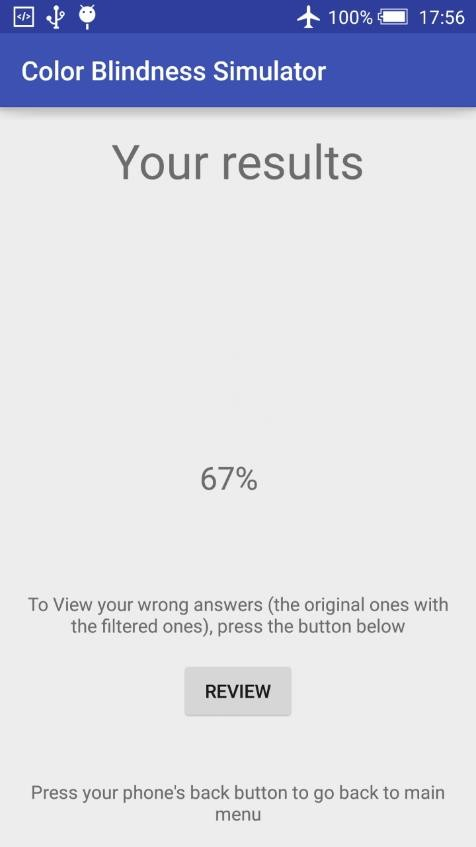 100% 17:56
Color Blindness Simulator
Your results
67%
To View your wrong answers (the original ones with
the filtered ones), press the button below
REVIEW
Press your phone's back button to go back to main
menu